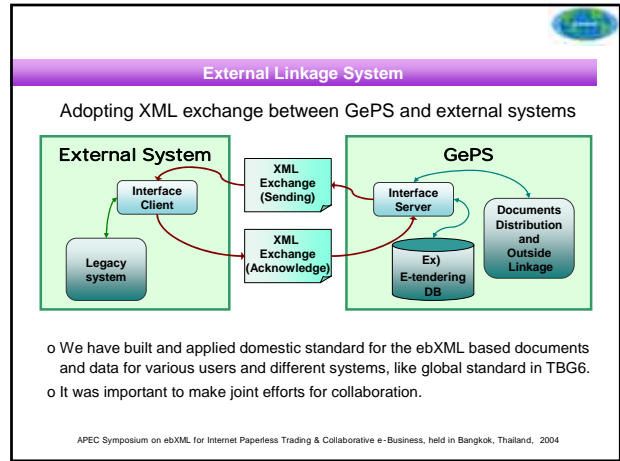 External Linkage System
Adopting XML exchange between GePS and external systems
External System
GePS
XML
Exchange
(Sending)
Interface
Client
Interface
Server
Documents
Distribution
and
Outside
Linkage
XML
Exchange
(Acknowledge)
Legacy
system
Ex)
E-tendering
DB
o We have built and applied domestic standard for the ebXML based documents
and data for various users and different systems, like global standard in TBG6.
o It was important to make joint efforts for collaboration.
APEC Symposium on ebXML for Internet Paperless Trading & Collaborative e-Business, held in Bangkok, Thailand, 2004